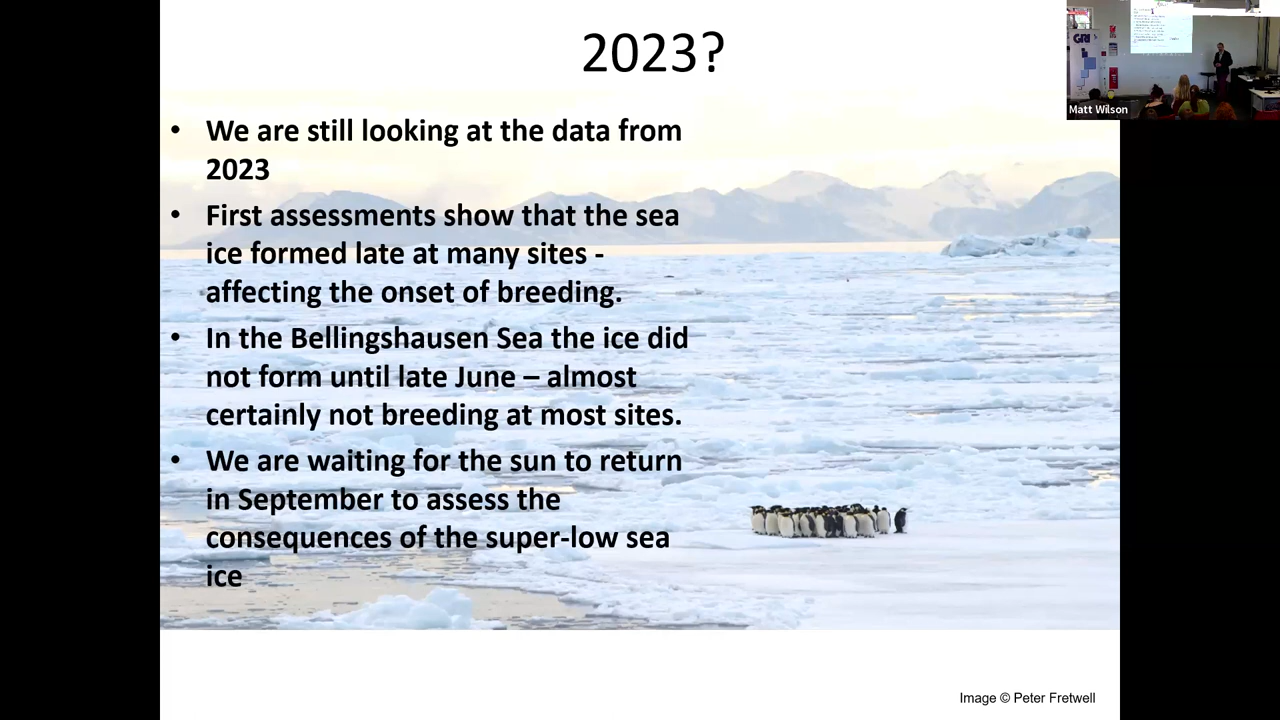 2023?
• We are still looking at the data from
2023
• First assessments show that the sea
ice formed late at many sites -
affecting the onset of breeding.
• In the Bellingshausen Sea the ice did
not form until late June – almost
certainly not breeding at most sites.
• We are waiting for the sun to return
in September to assess the
consequences of the super-low sea
ice
Image © Peter Fretwell
GRI
Matt Wilson